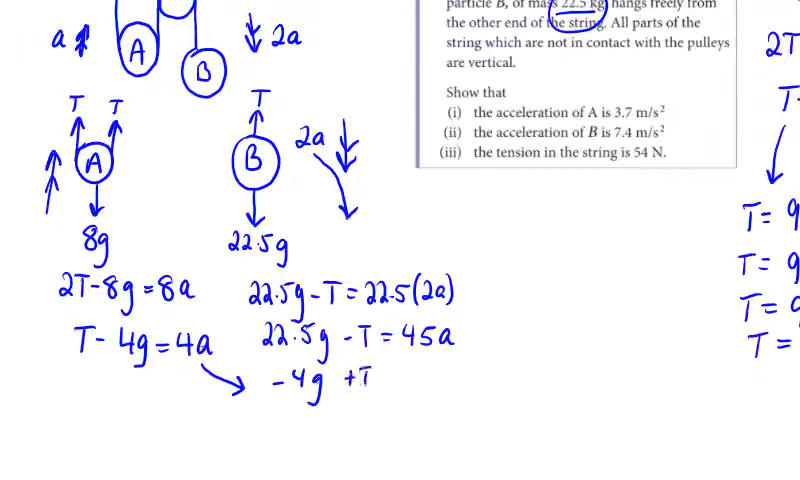 particle B, of mass 22.5 kg, hangs freely from
the other end of the string. All parts of the
string which are not in contact with the pulleys
are vertical.
Show that
(i) the acceleration of A is 3.7 m/s²
(ii) the acceleration of B is 7.4 m/s²
(iii) the tension in the string is 54 N.
a
A
B
2a
T T
A
8g
T
B
2a
22.5g
2T-8g=8a
22.5g-T=22.5(2a)
T-4g=4a
22.5g -T=45a
-4g +T
2T
T-
T= 9
T= g
T=
T=